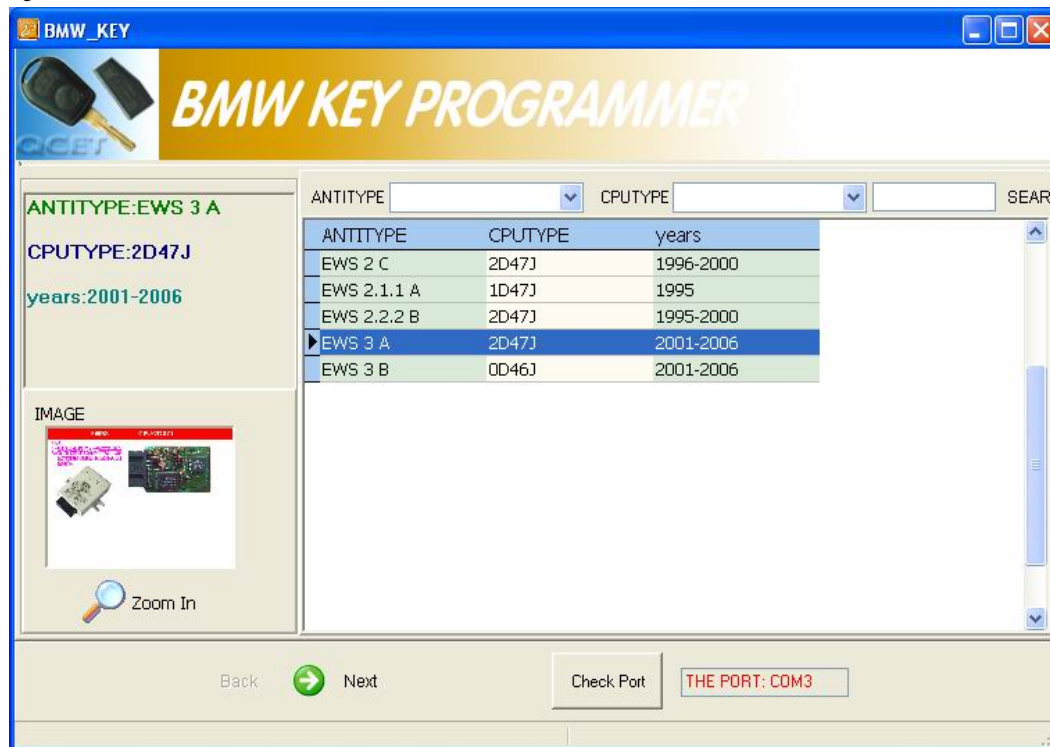 BMW_KEY
BMW KEY PROGRAMMER
QCET
ANTITYPE:EWS 3 A
CPUTYPE:2D47J
years:2001-2006
ANTITYPE CPUTYPE SEAR
ANTITYPE CPUTYPE years
EWS 2 C 2D47J 1996-2000
EWS 2.1.1 A 1D47J 1995
EWS 2.2.2 B 2D47J 1995-2000
EWS 3 A 2D47J 2001-2006
EWS 3 B 0D46J 2001-2006
IMAGE
Zoom In
Back Next Check Port THE PORT: COM3